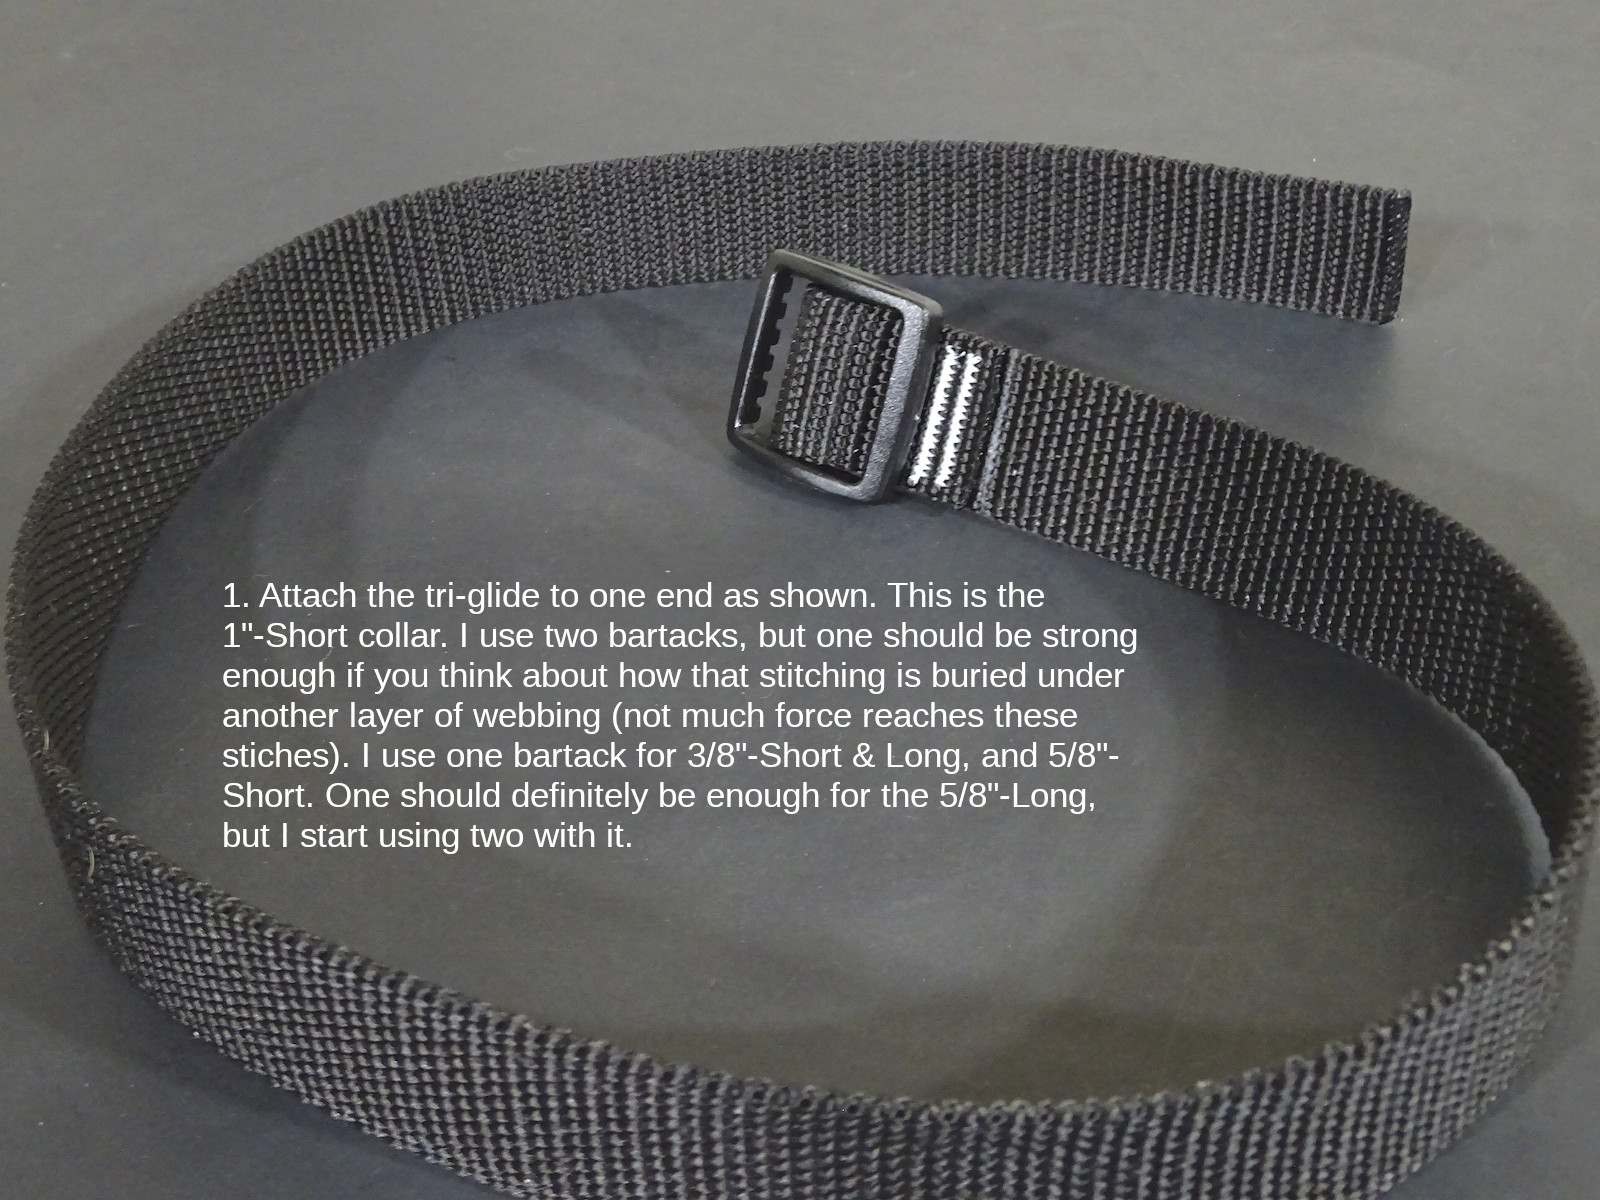 1. Attach the tri-glide to one end as shown. This is the
1"-Short collar. I use two bartacks, but one should be strong
enough if you think about how that stitching is buried under
another layer of webbing (not much force reaches these
stiches). I use one bartack for 3/8"-Short & Long, and 5/8"-
Short. One should definitely be enough for the 5/8"-Long,
but I start using two with it.